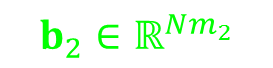 𝐛₂ ∈ ℝ^{Nm₂}